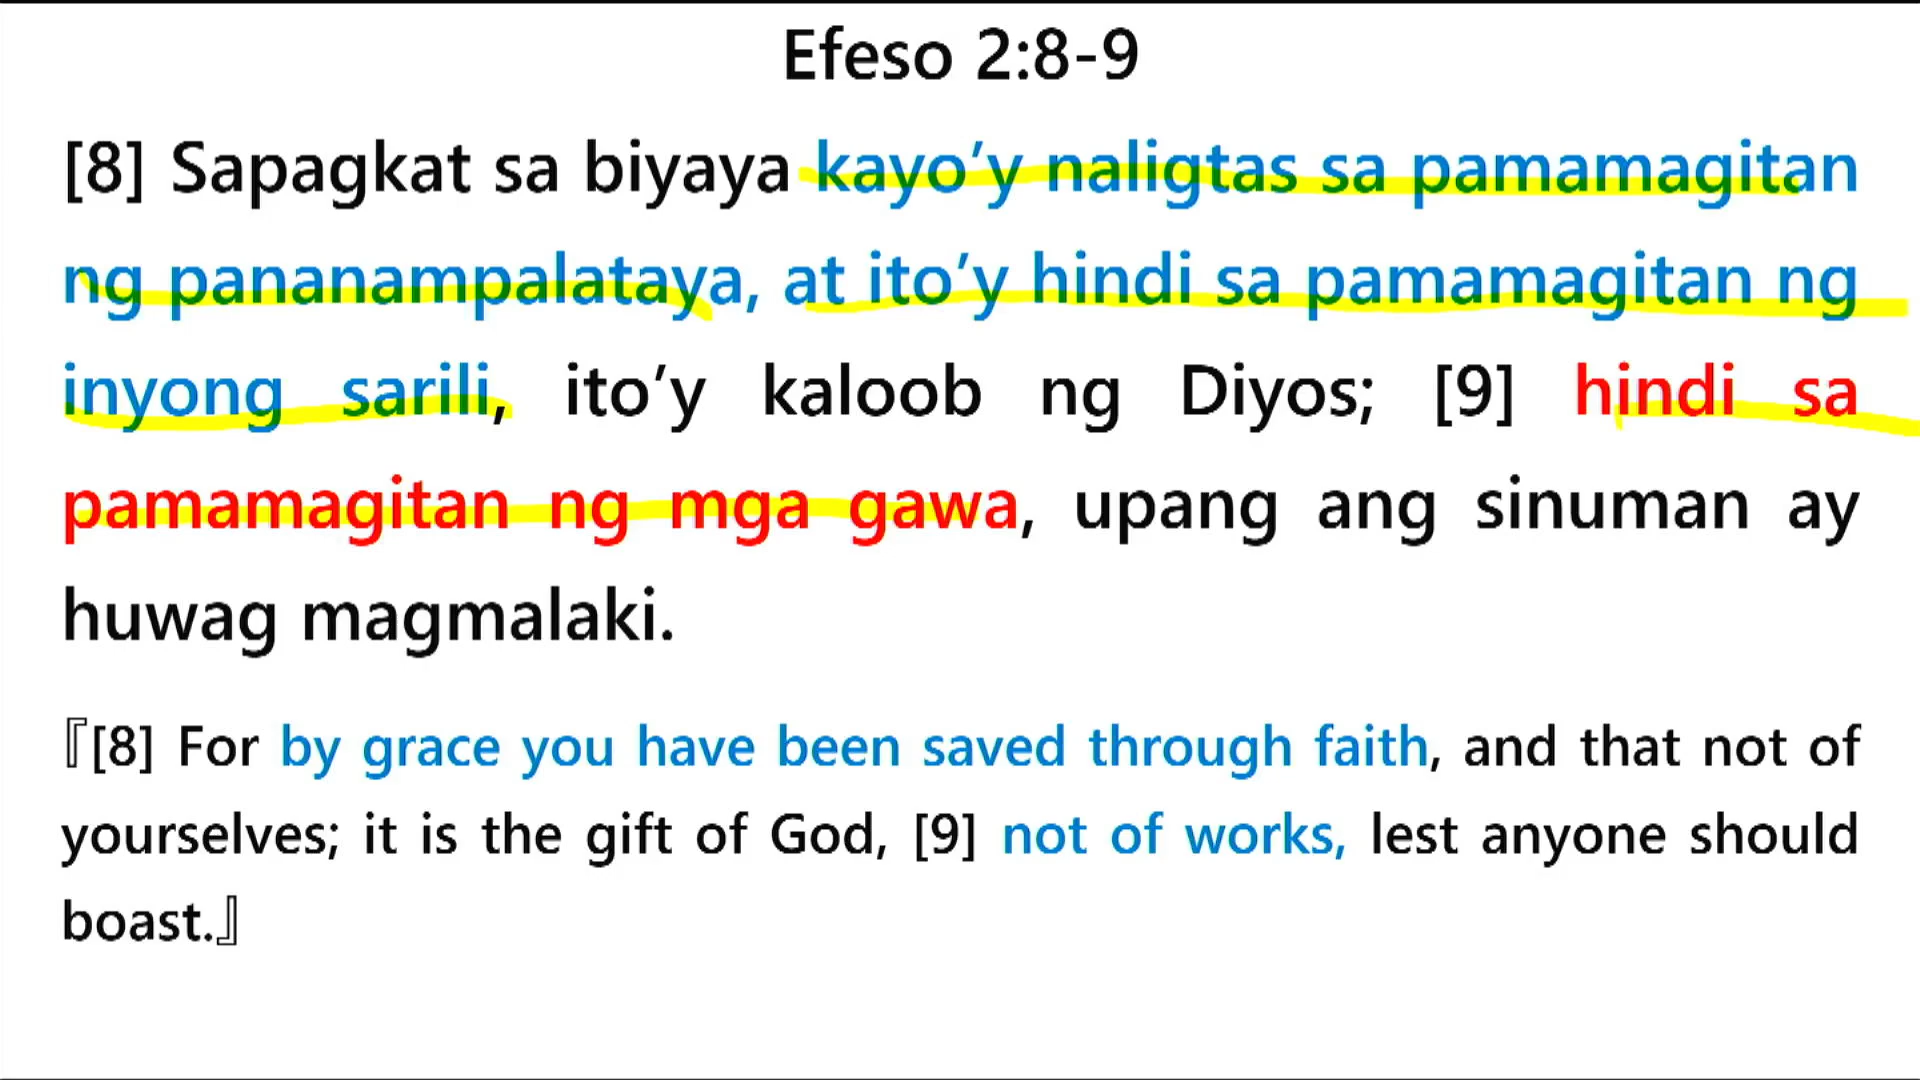 Efeso 2:8-9
[8] Sapagkat sa biyaya kayo’y naligtas sa pamamagitan
ng pananampalataya, at ito’y hindi sa pamamagitan ng
inyong sarili, ito’y kaloob ng Diyos; [9] hindi sa
pamamagitan ng mga gawa, upang ang sinuman ay
huwag magmalaki.
『[8] For by grace you have been saved through faith, and that not of
yourselves; it is the gift of God, [9] not of works, lest anyone should
boast.』